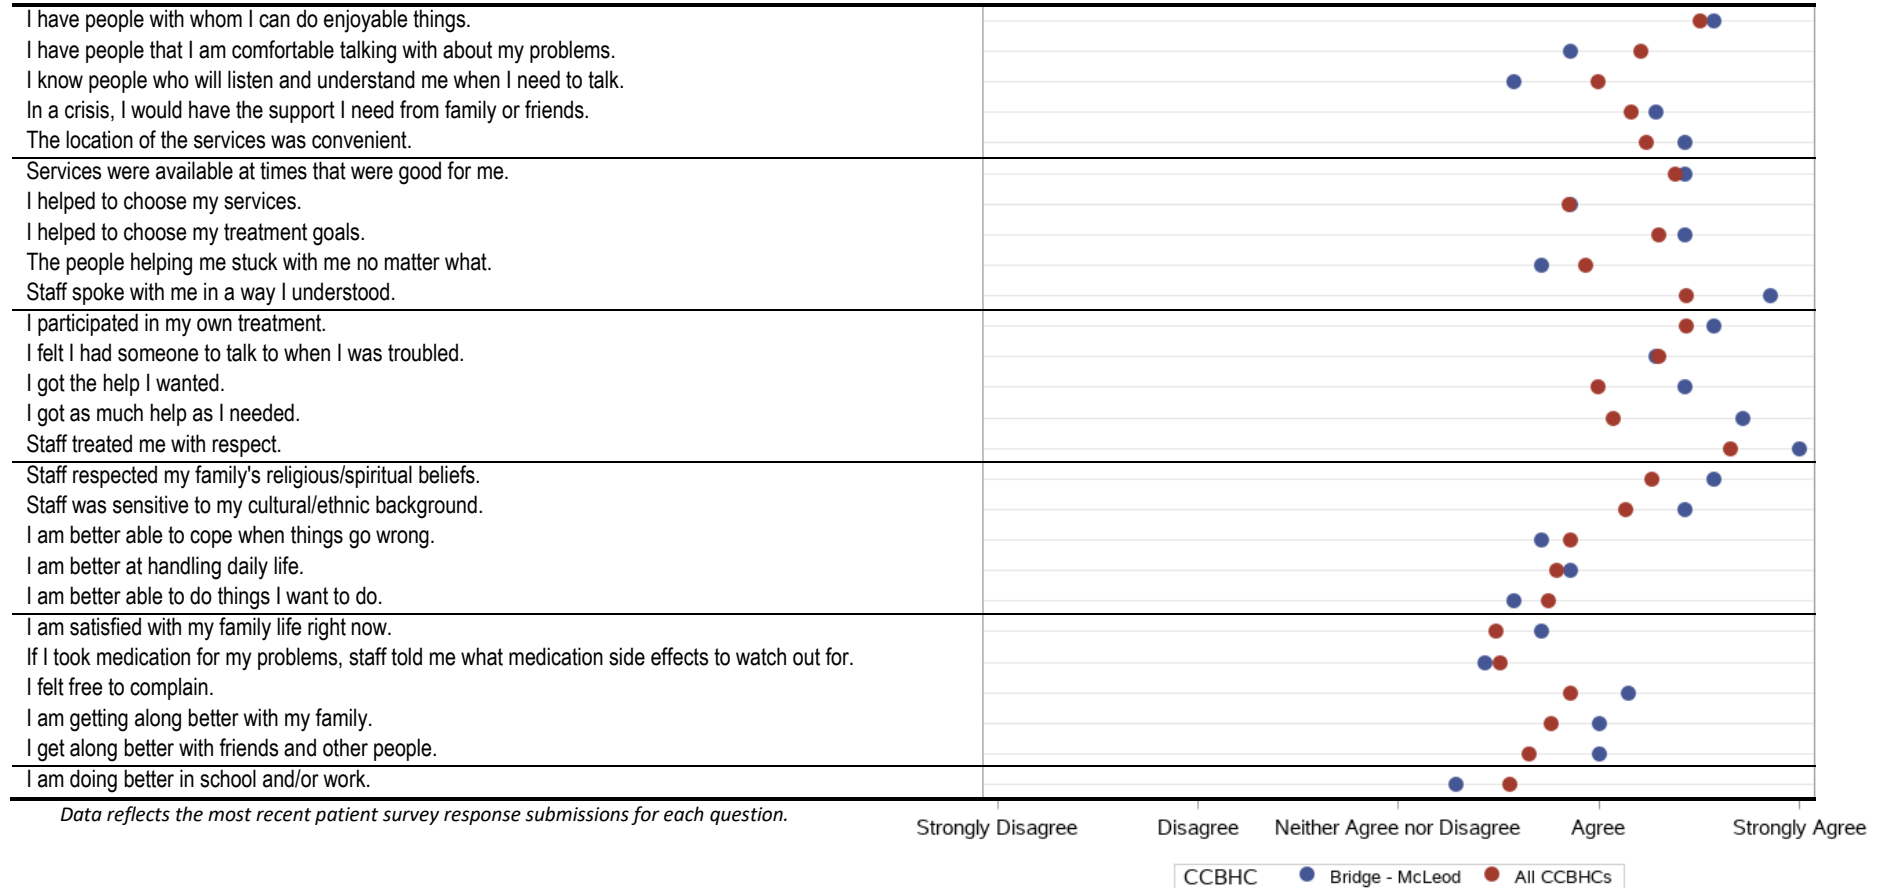 I have people with whom I can do enjoyable things.
I have people that I am comfortable talking with about my problems.
I know people who will listen and understand me when I need to talk.
In a crisis, I would have the support I need from family or friends.
The location of the services was convenient.
Services were available at times that were good for me.
I helped to choose my services.
I helped to choose my treatment goals.
The people helping me stuck with me no matter what.
Staff spoke with me in a way I understood.
I participated in my own treatment.
I felt I had someone to talk to when I was troubled.
I got the help I wanted.
I got as much help as I needed.
Staff treated me with respect.
Staff respected my family's religious/spiritual beliefs.
Staff was sensitive to my cultural/ethnic background.
I am better able to cope when things go wrong.
I am better at handling daily life.
I am better able to do things I want to do.
I am satisfied with my family life right now.
If I took medication for my problems, staff told me what medication side effects to watch out for.
I felt free to complain.
I am getting along better with my family.
I get along better with friends and other people.
I am doing better in school and/or work.
Data reflects the most recent patient survey response submissions for each question.
Strongly Disagree Disagree Neither Agree nor Disagree Agree Strongly Agree
CCBHC Bridge - McLeod All CCBHCs